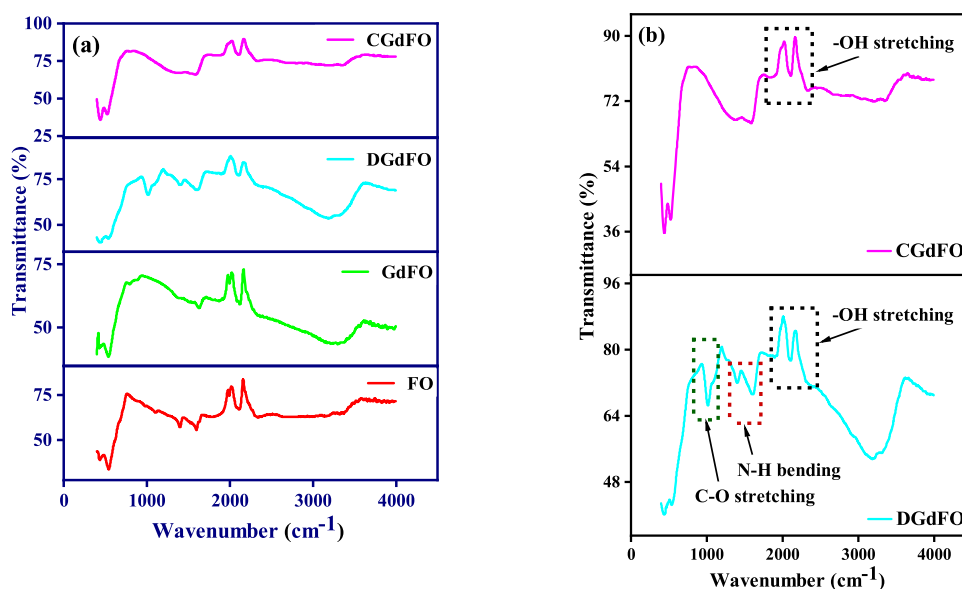 (a)
CGdFO
100
75
50
25
DGdFO
75
50
GdFO
75
50
FO
75
50
Transmittance (%)
0 1000 2000 3000 4000
Wavenumber (cm⁻¹)
(b)
-OH stretching
90
72
54
36
CGdFO
96
80
64
48
-OH stretching
N-H bending
C-O stretching
DGdFO
Transmittance (%)
0 1000 2000 3000 4000
Wavenumber (cm⁻¹)